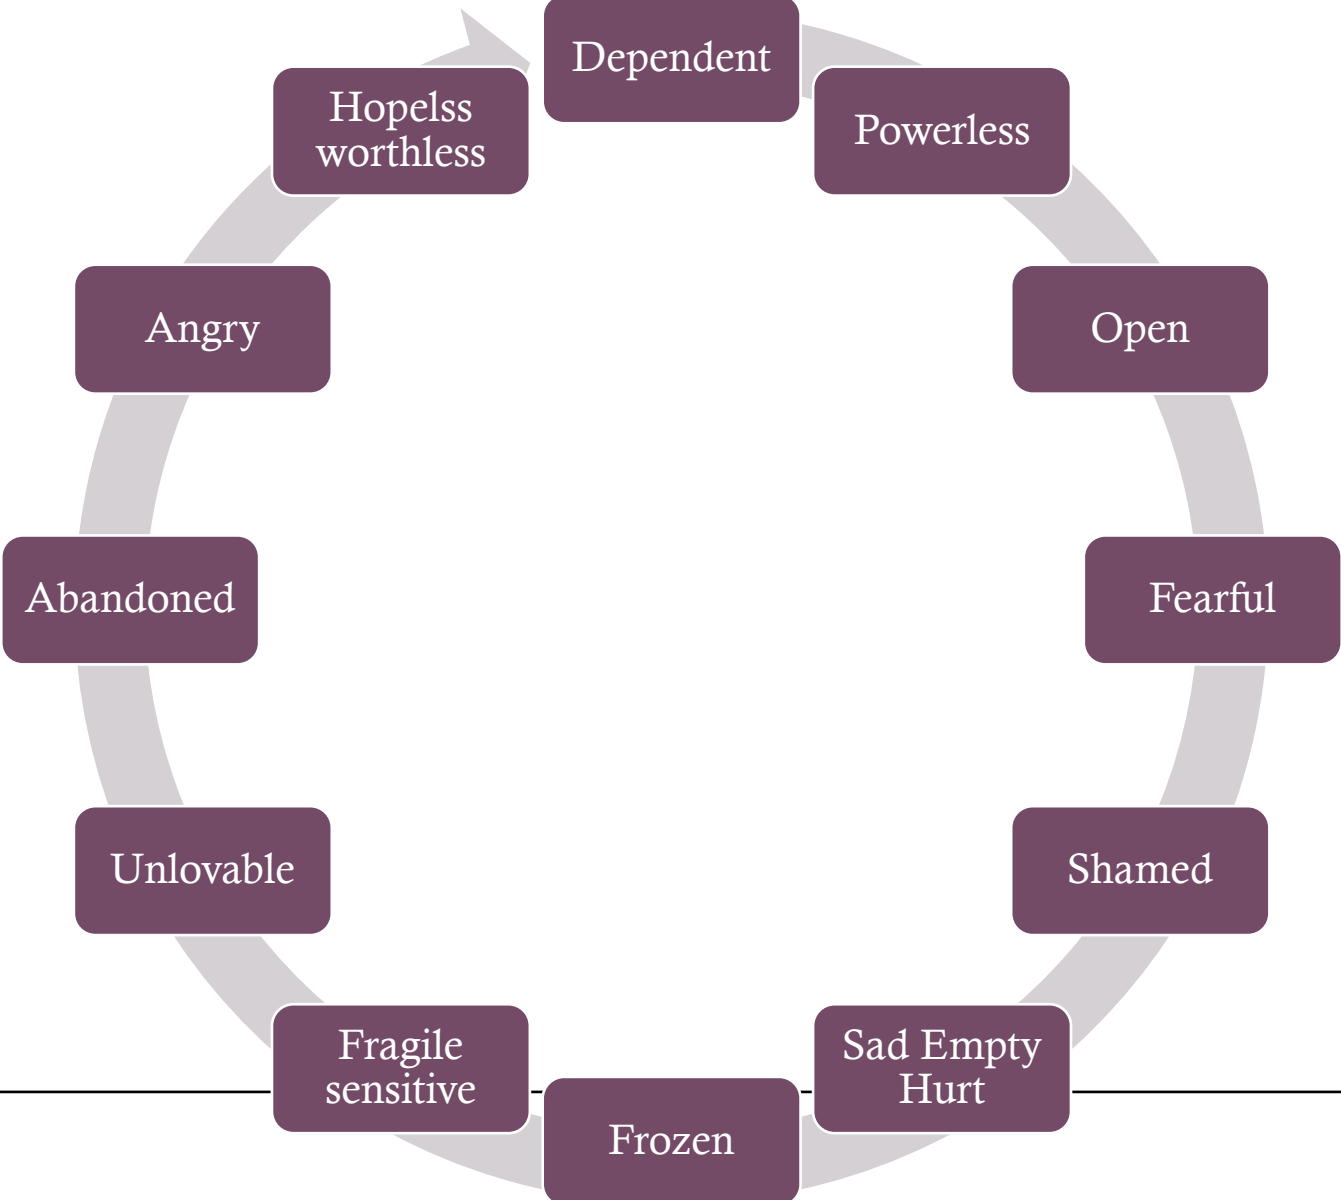 Dependent
Powerless
Open
Fearful
Shamed
Sad Empty
Hurt
Frozen
Fragile
sensitive
Unlovable
Abandoned
Angry
Hopelss
worthless